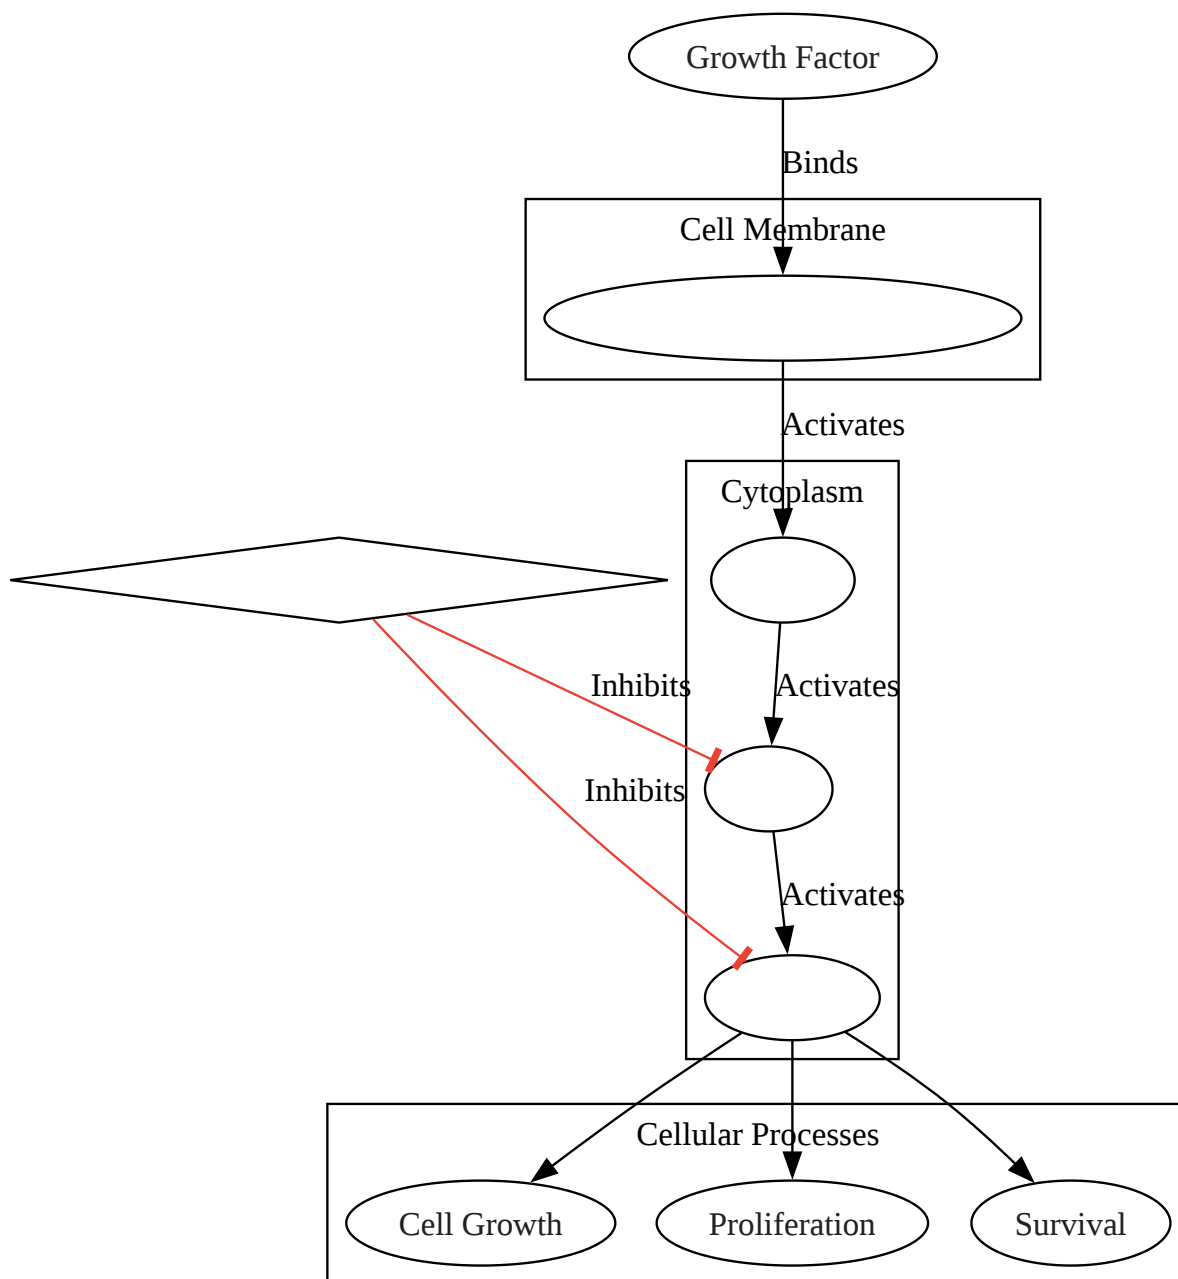 Growth Factor
Binds
Cell Membrane
Activates
Cytoplasm
Inhibits
Activates
Inhibits
Activates
Cellular Processes
Cell Growth
Proliferation
Survival